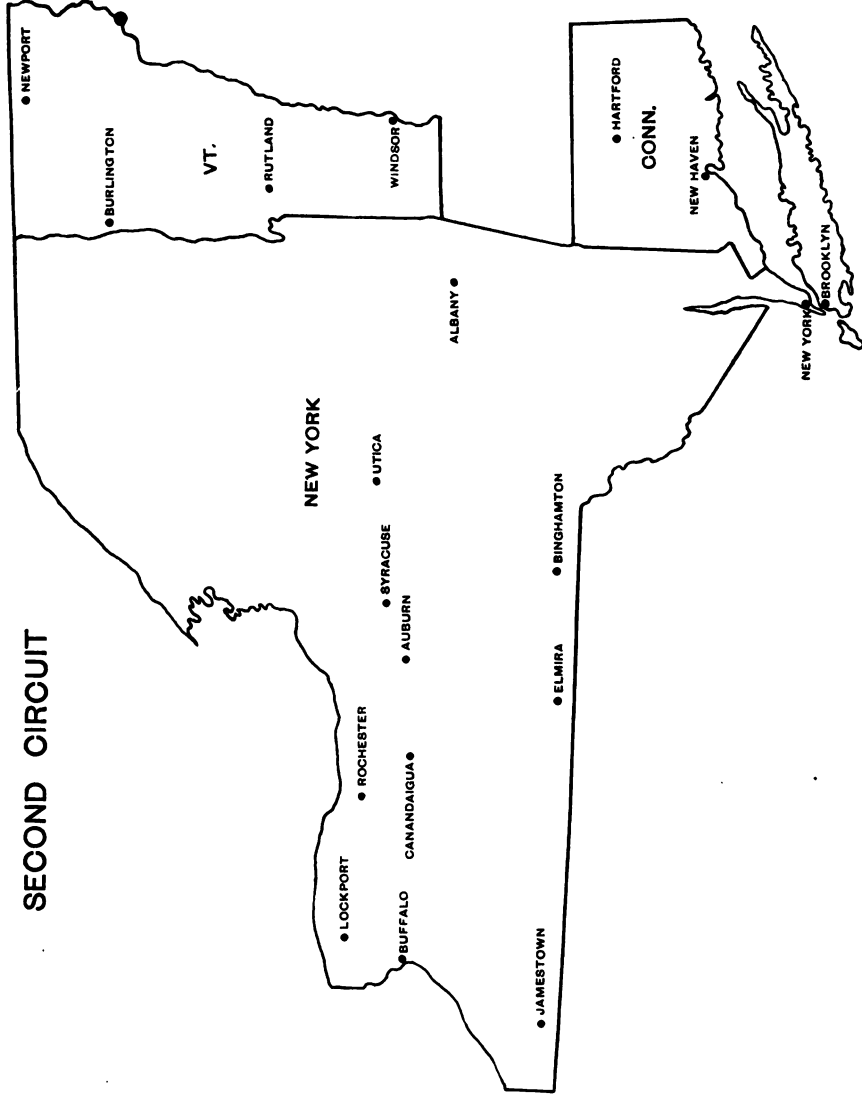 SECOND CIRCUIT
NEWPORT
BURLINGTON
VT.
RUTLAND
WINDSOR
HARTFORD
CONN.
NEW HAVEN
NEW YORK
ALBANY
UTICA
SYRACUSE
AUBURN
ROCHESTER
CANANDAIGUA
LOCKPORT
BUFFALO
BINGHAMTON
ELMIRA
JAMESTOWN
NEW YORK
BROOKLYN